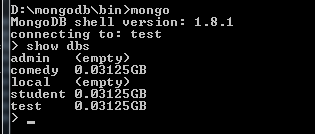 D:\mongodb\bin>mongo
MongoDB shell version: 1.8.1
connecting to: test
> show dbs
admin   (empty)
comedy  0.03125GB
local   (empty)
student 0.03125GB
test    0.03125GB
> _